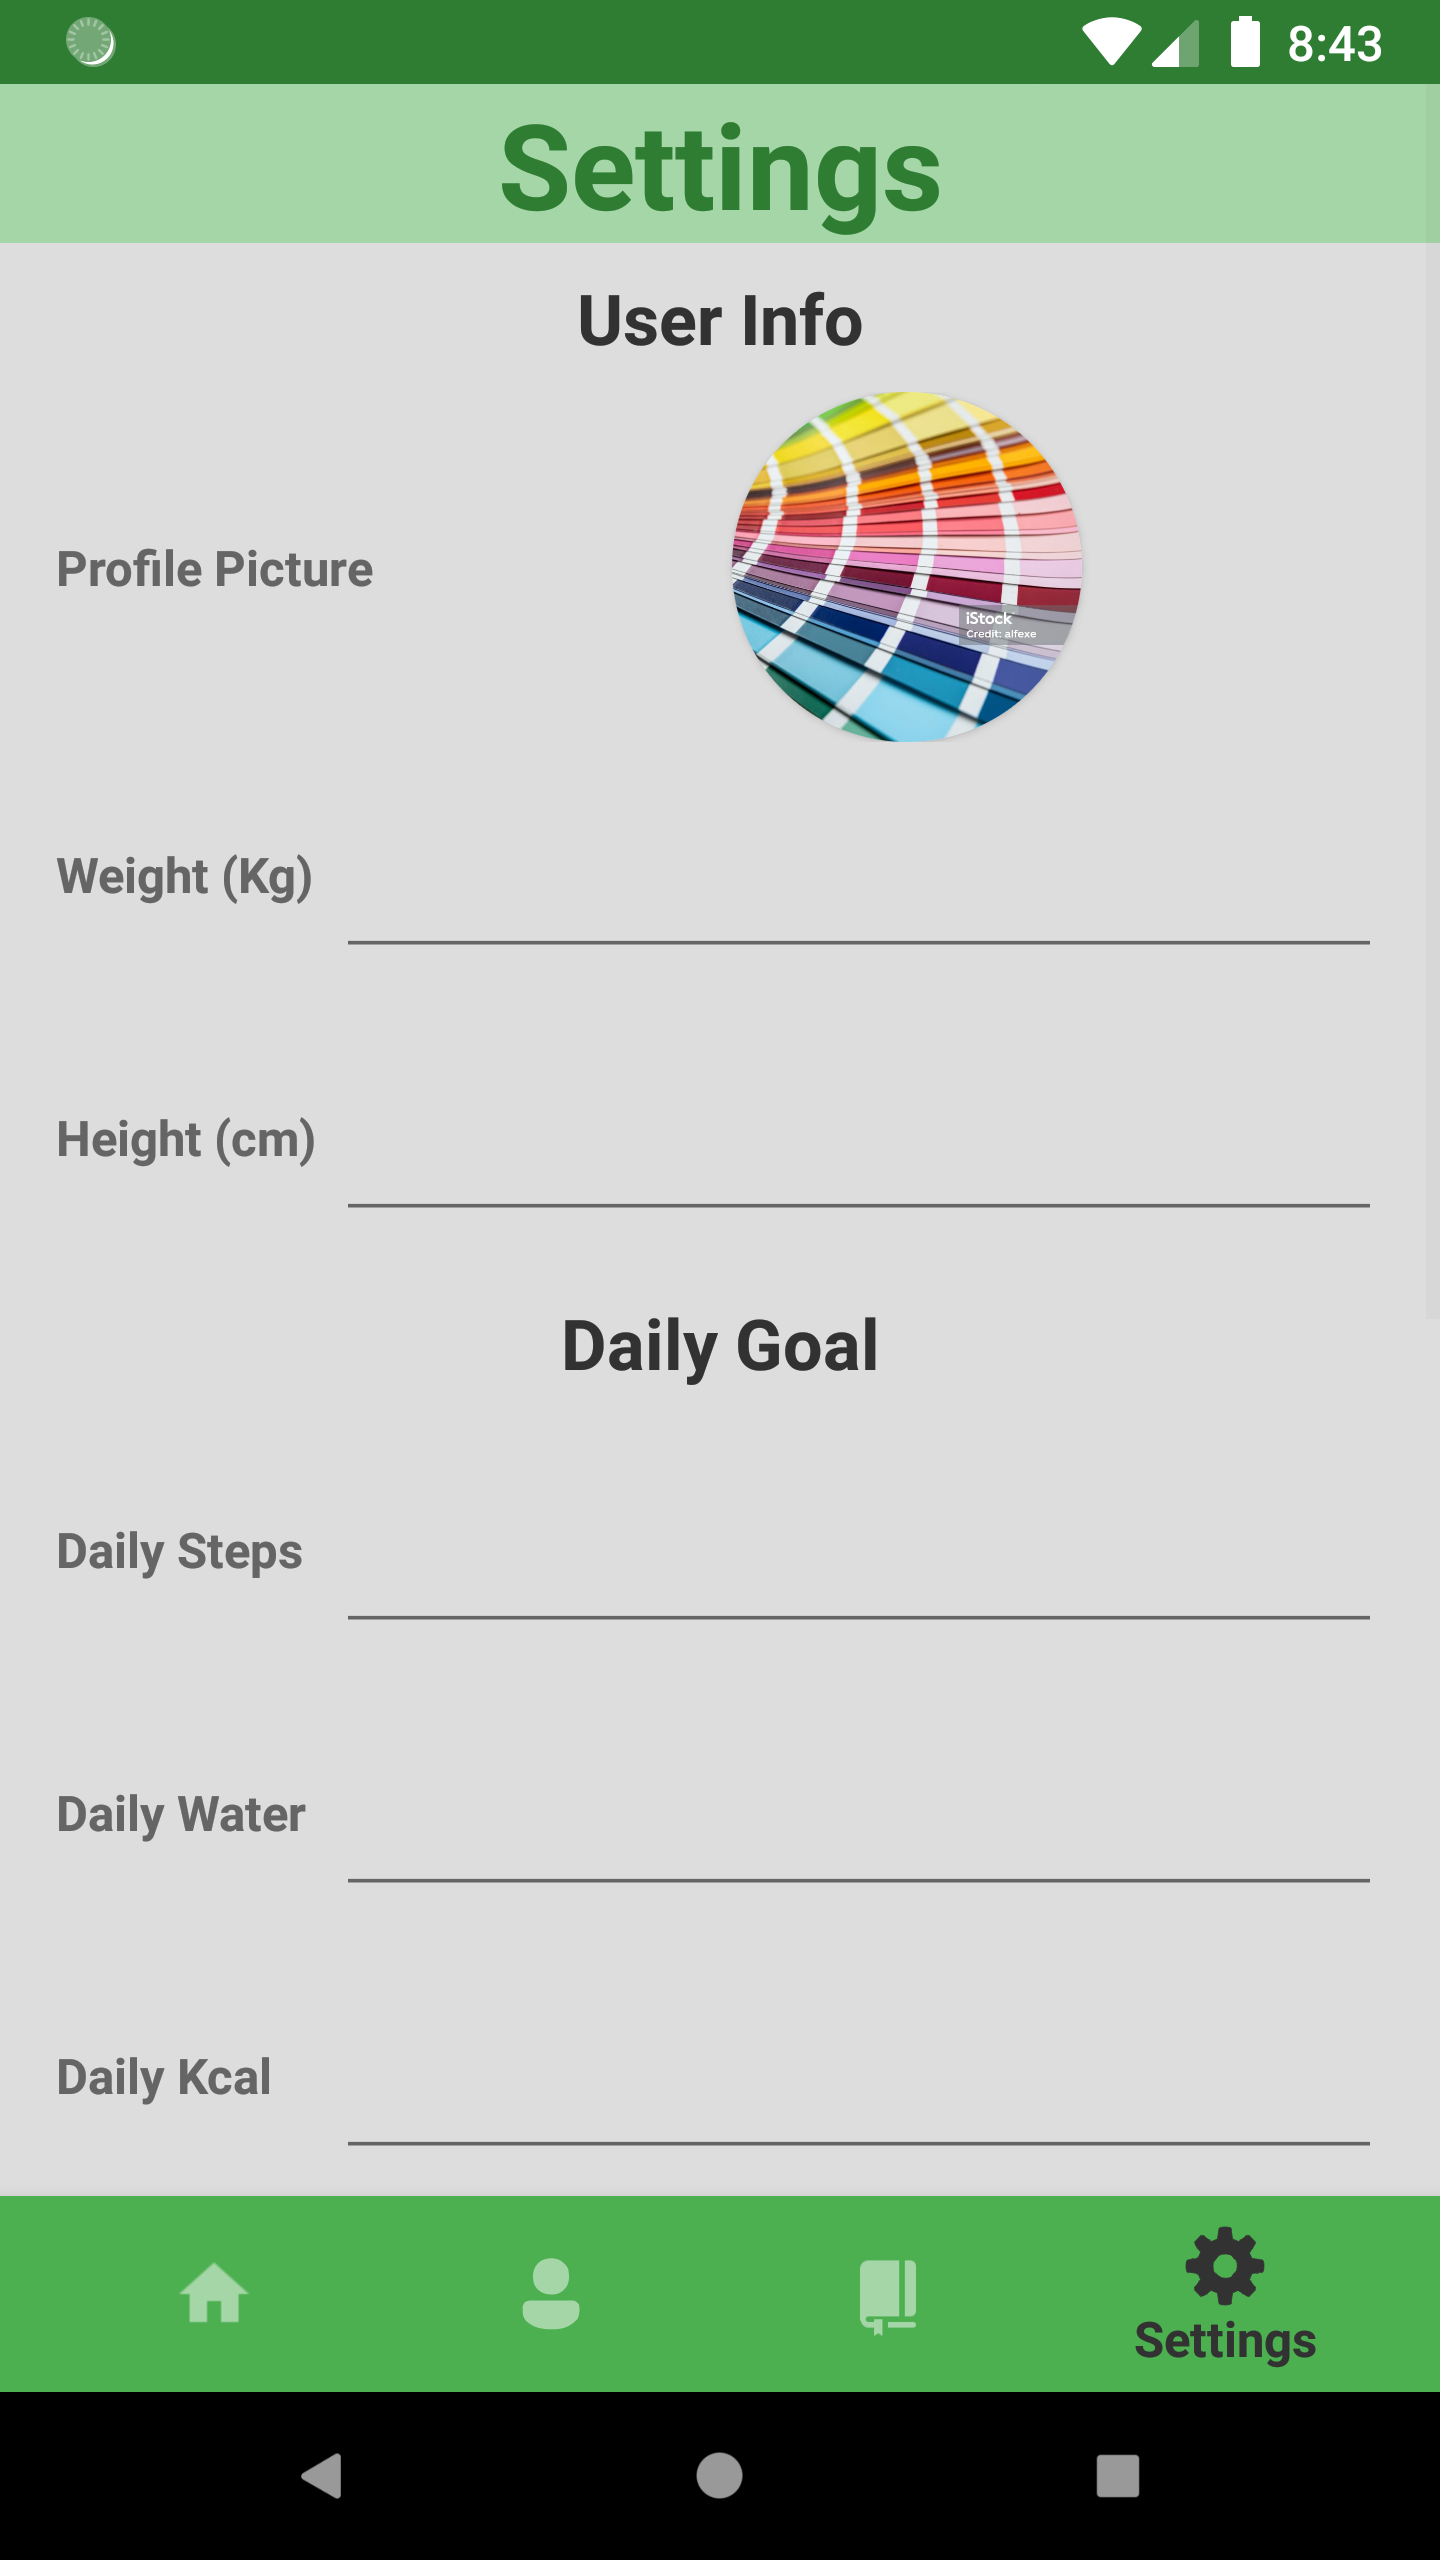 8:43
Settings
User Info
Profile Picture
iStock
Credit: alfexe
Weight (Kg)
Height (cm)
Daily Goal
Daily Steps
Daily Water
Daily Kcal
Settings